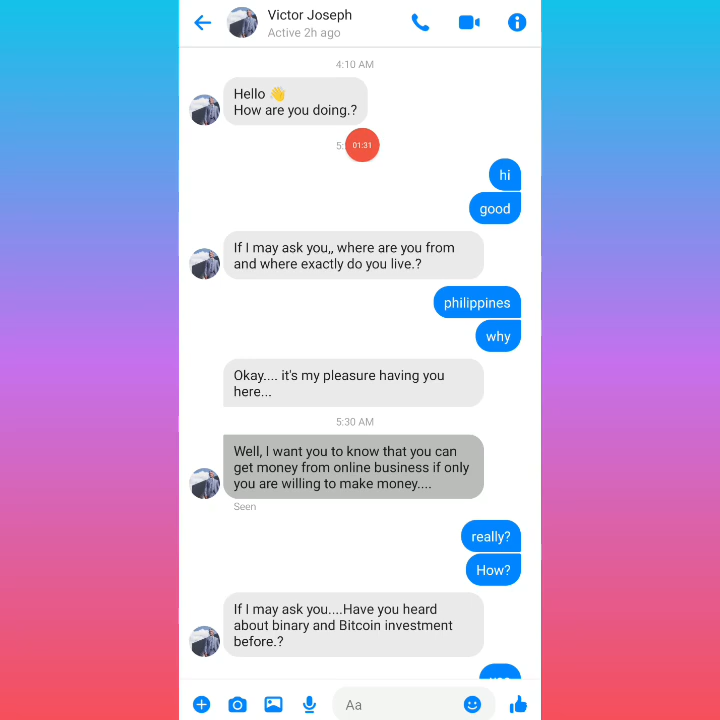 Victor Joseph
Active 2h ago
4:10 AM
Hello 👋
How are you doing.?
5:
01:31
hi
good
If I may ask you,, where are you from
and where exactly do you live.?
philippines
why
Okay.... it's my pleasure having you
here...
5:30 AM
Well, I want you to know that you can
get money from online business if only
you are willing to make money....
Seen
really?
How?
If I may ask you....Have you heard
about binary and Bitcoin investment
before.?
Aa